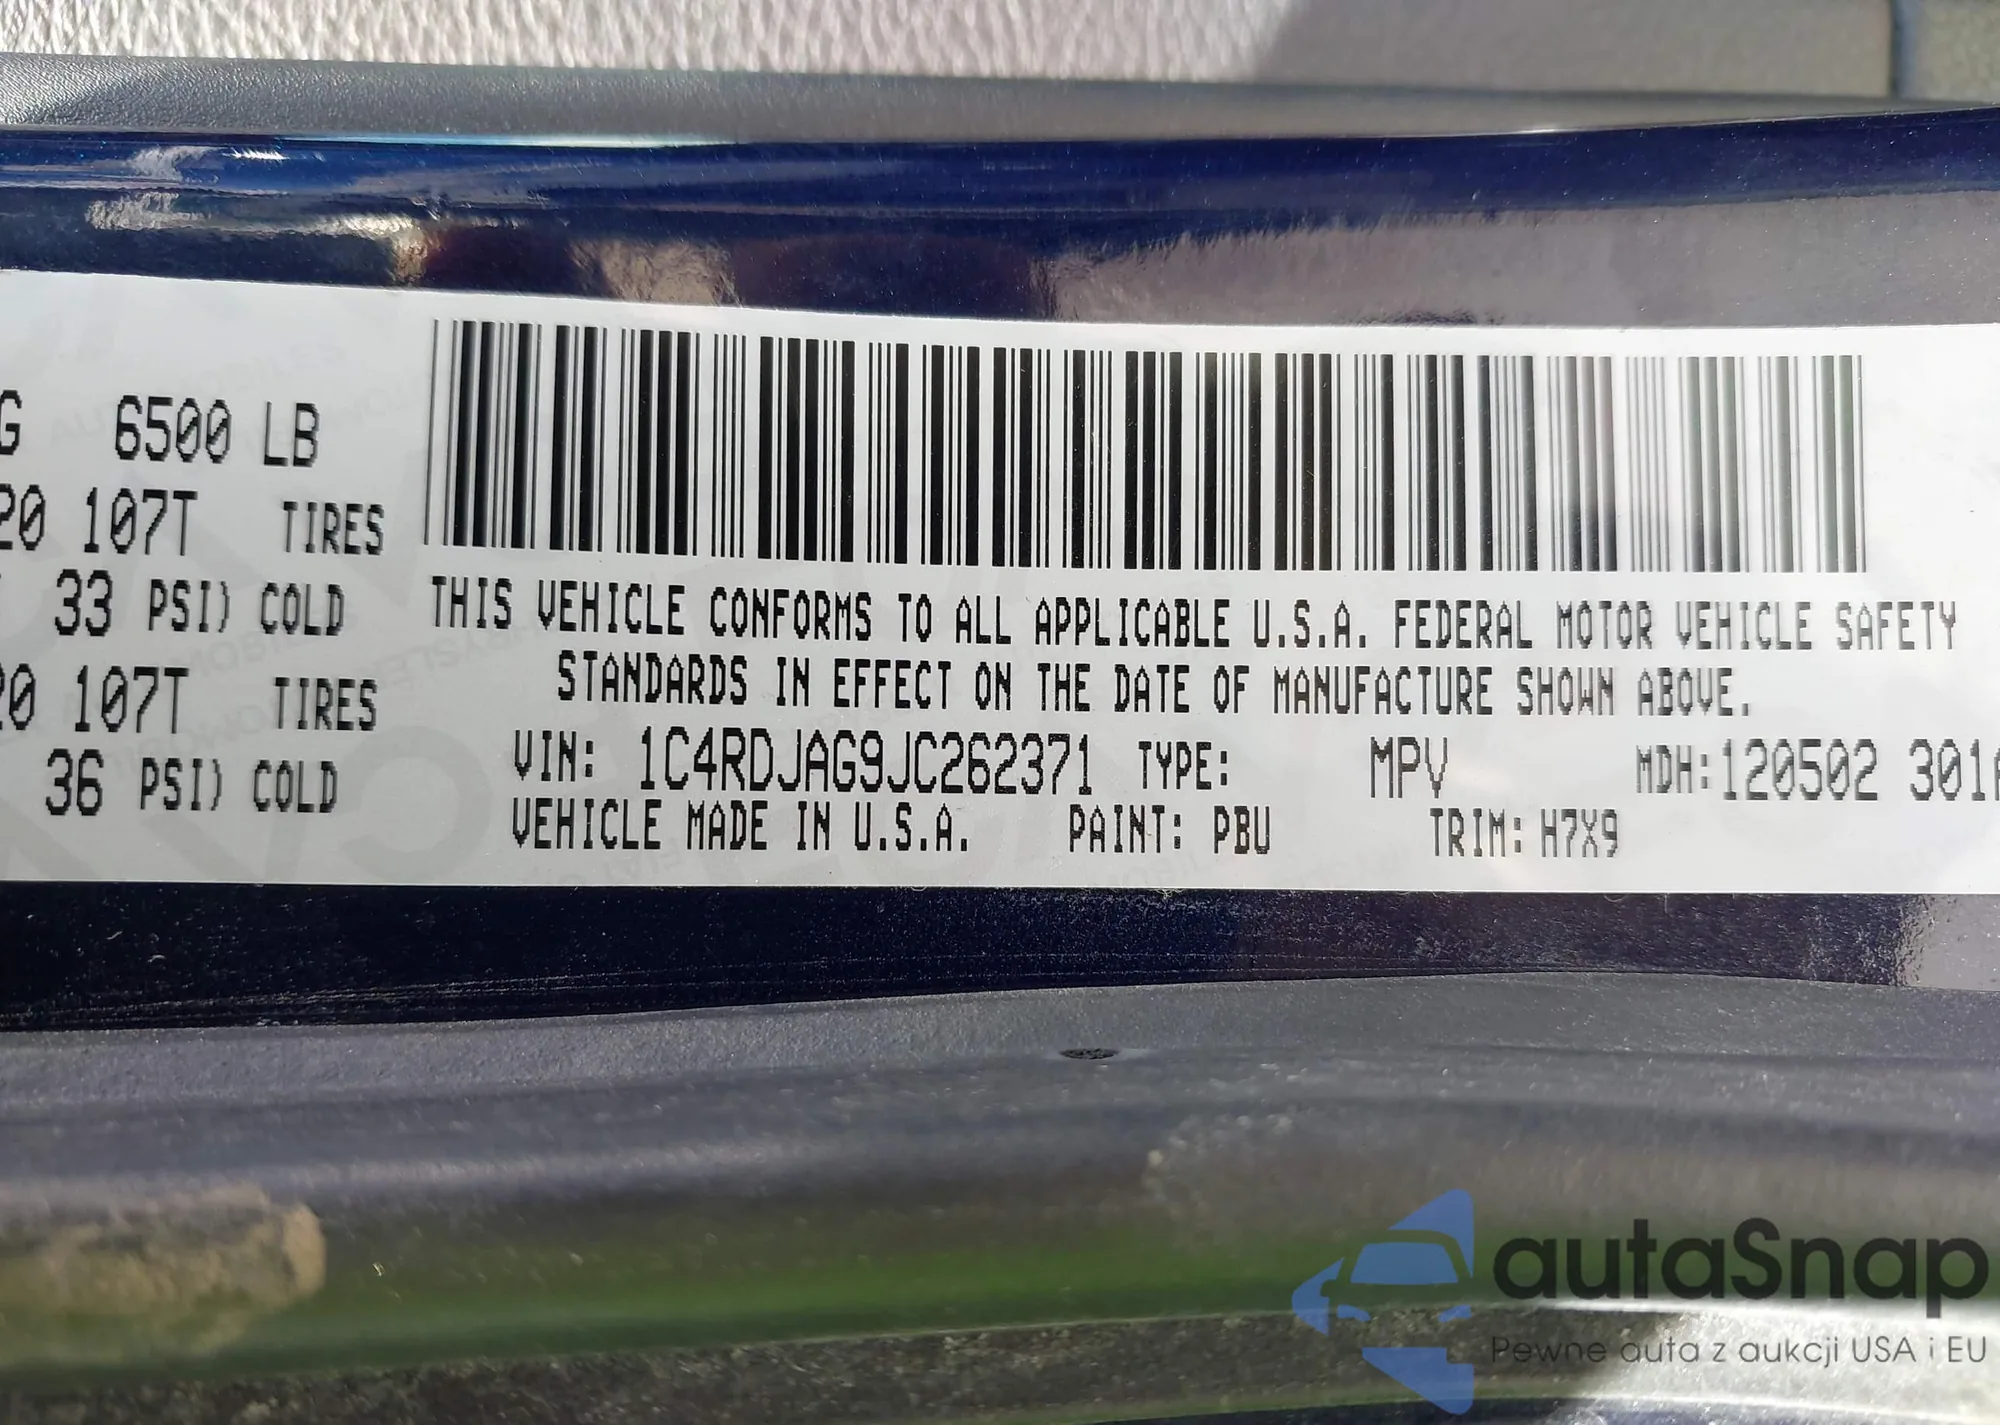 G 6500 LB
20 107T TIRES
33 PSI) COLD
20 107T TIRES
36 PSI) COLD
THIS VEHICLE CONFORMS TO ALL APPLICABLE U.S.A. FEDERAL MOTOR VEHICLE SAFETY
STANDARDS IN EFFECT ON THE DATE OF MANUFACTURE SHOWN ABOVE.
VIN: 1C4RDJAG9JC262371 TYPE: MPV MDH:120502 301A
VEHICLE MADE IN U.S.A. PAINT: PBU TRIM: H7X9
autaSnap
Pewne auta z aukcji USA i EU